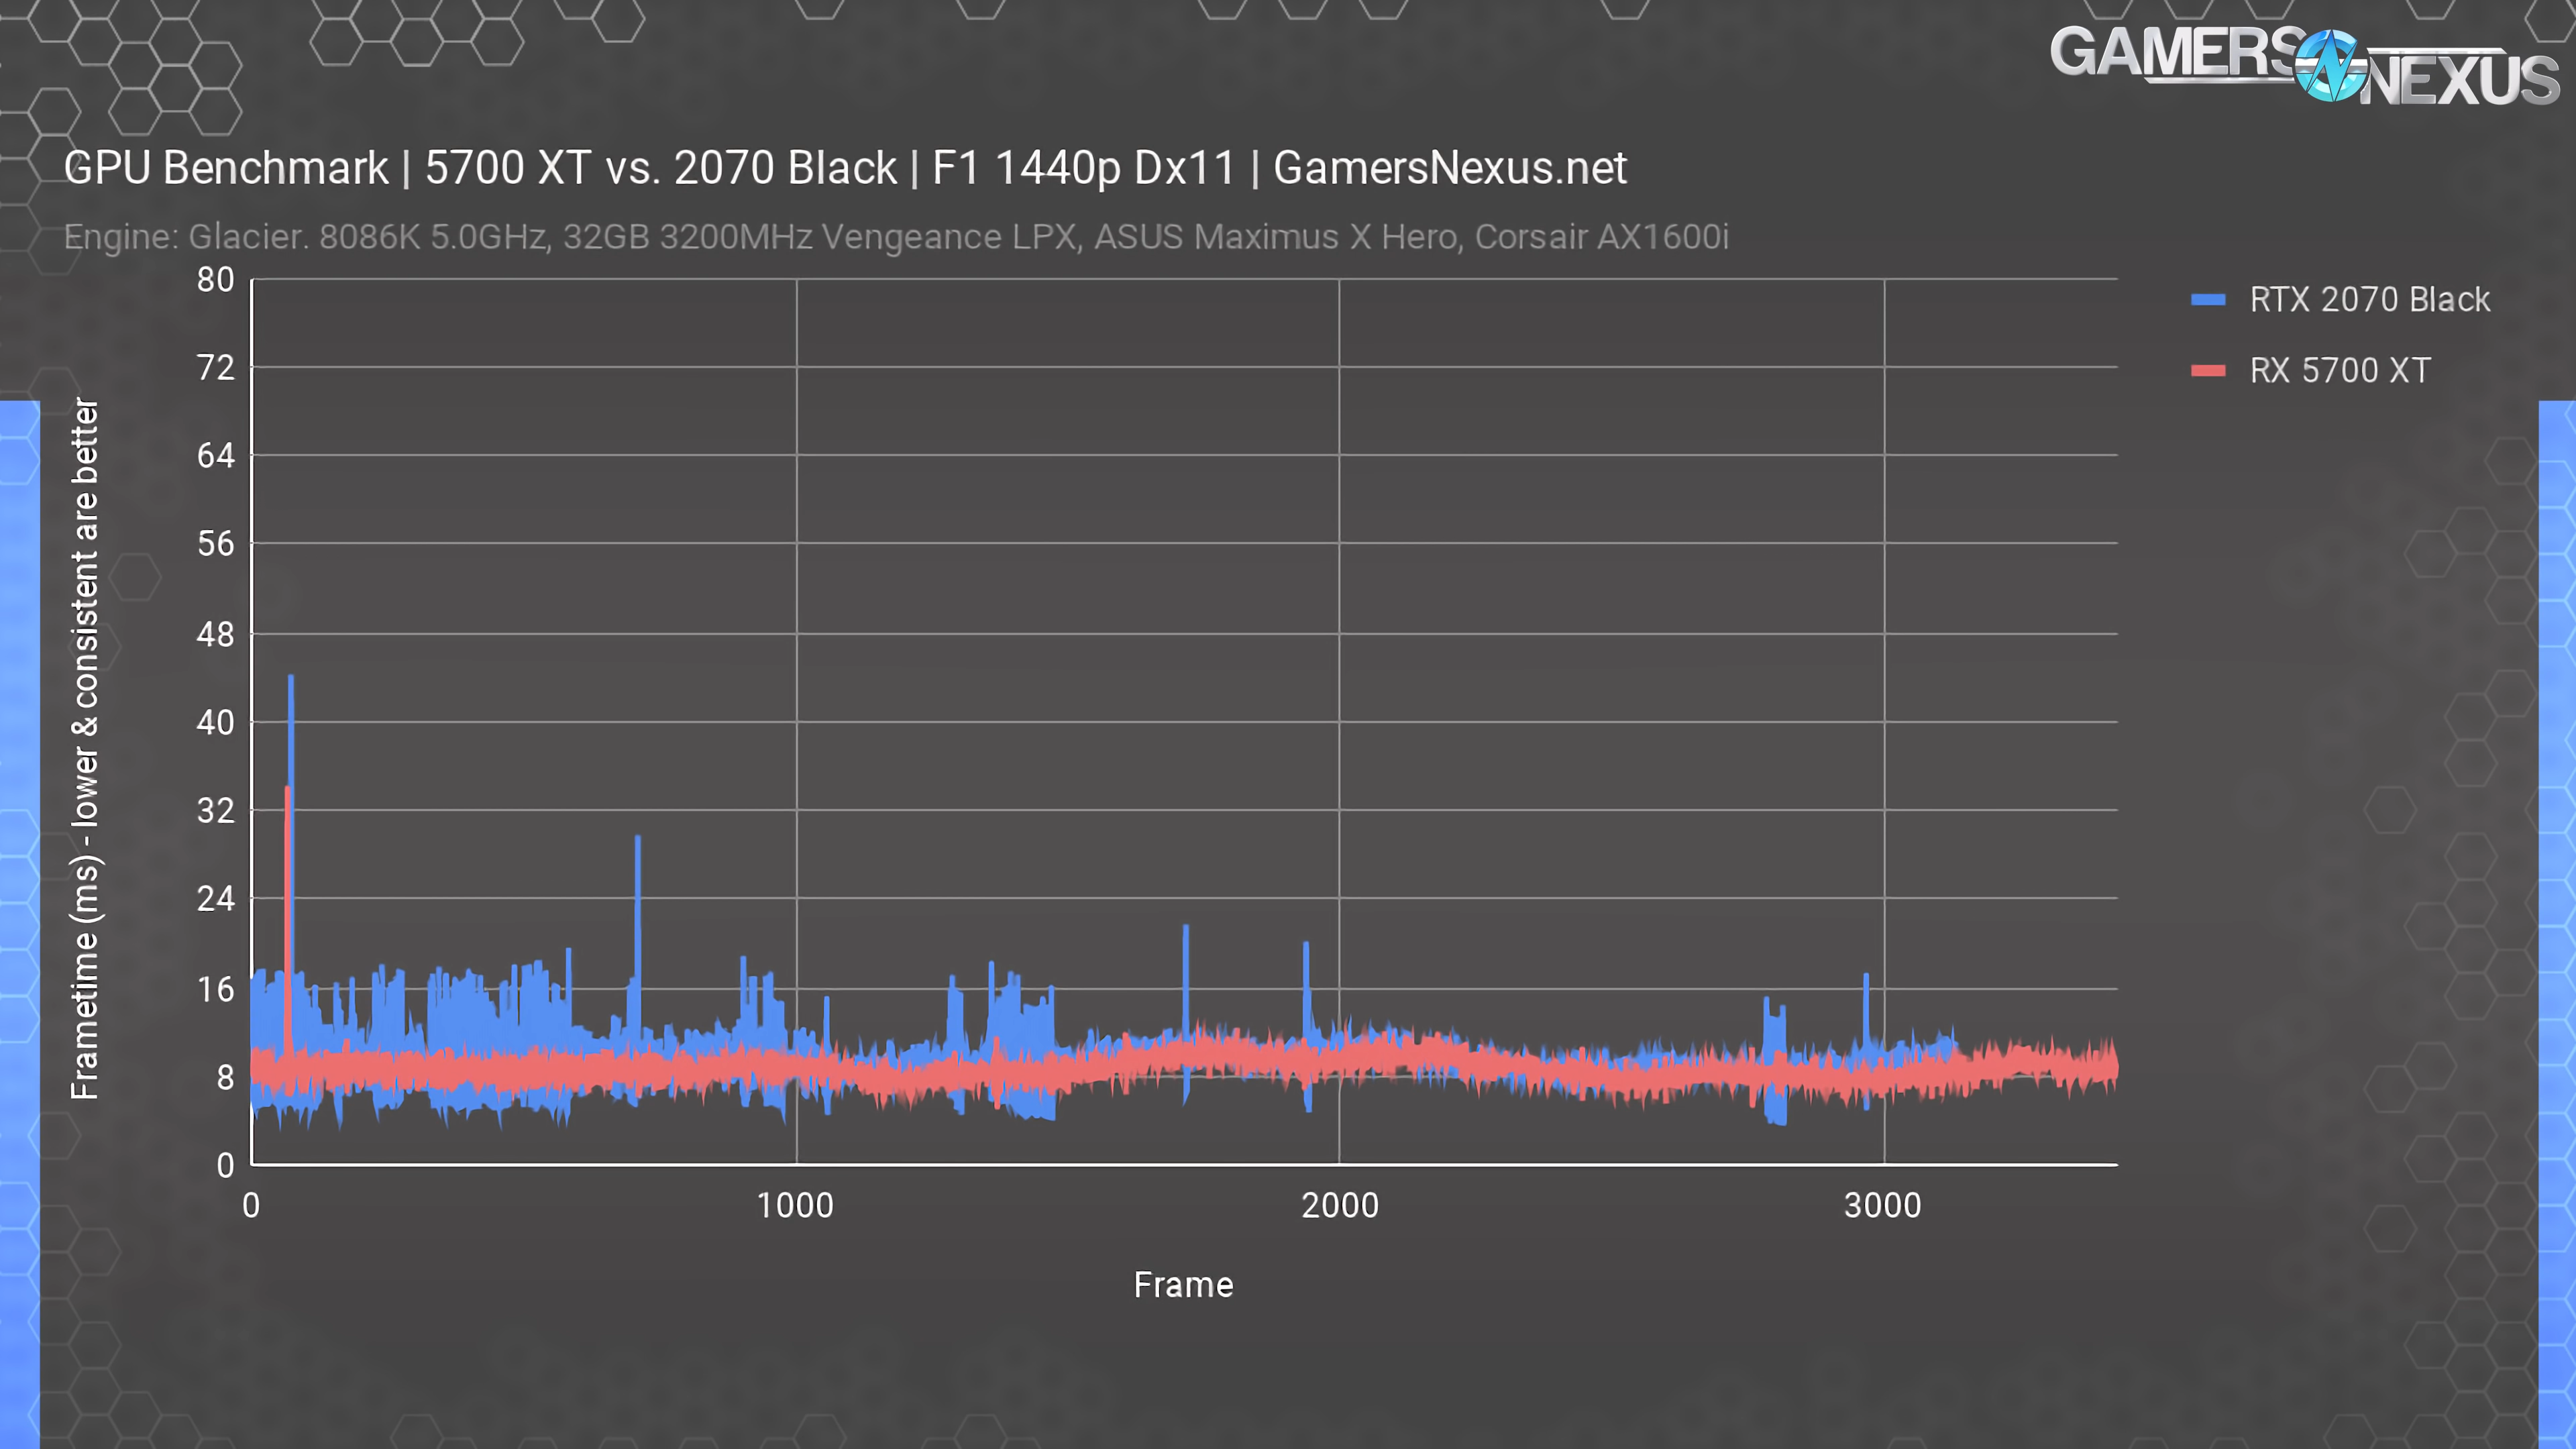 GAMERS NEXUS
GPU Benchmark | 5700 XT vs. 2070 Black | F1 1440p Dx11 | GamersNexus.net
Engine: Glacier. 8086K 5.0GHz, 32GB 3200MHz Vengeance LPX, ASUS Maximus X Hero, Corsair AX1600i
RTX 2070 Black
RX 5700 XT
Frametime (ms) - lower & consistent are better
80
72
64
56
48
40
32
24
16
8
0
0 1000 2000 3000
Frame